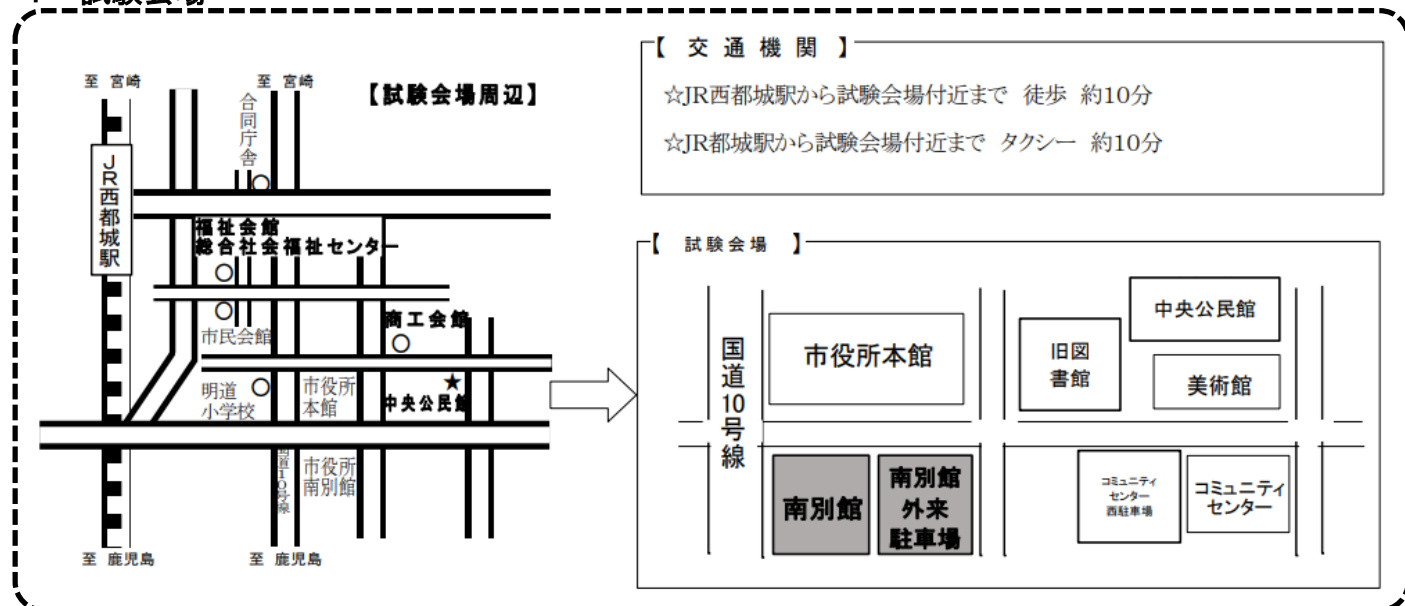 試験会場
至 宮崎
至 宮崎
【試験会場周辺】
合同庁舎
JR西都城駅
福祉会館
総合社会福祉センター
市民会館
商工会館
明道
小学校
市役所
本館
★
中央公民館
国道10号線
市役所
南別館
至 鹿児島
至 鹿児島
【 交通機関 】
☆JR西都城駅から試験会場付近まで 徒歩 約10分
☆JR都城駅から試験会場付近まで タクシー 約10分
【 試験会場 】
国道10号線
市役所本館
旧図
書館
中央公民館
美術館
南別館
南別館
外来
駐車場
コミュニティ
センター
西駐車場
コミュニティ
センター